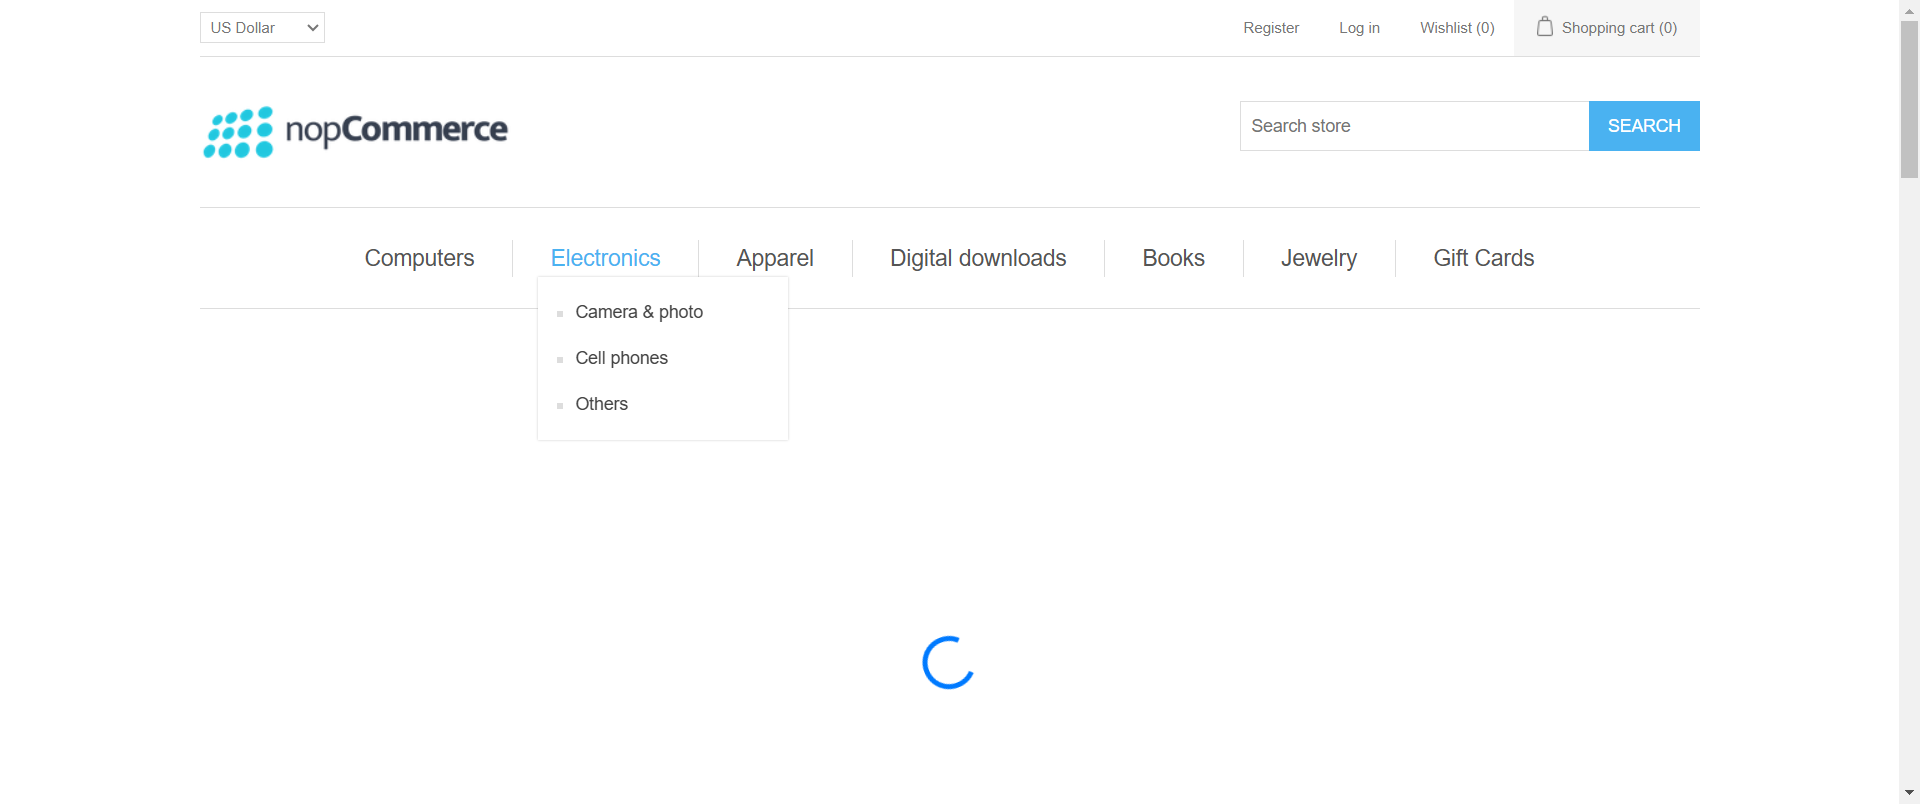 US Dollar
Register
Log in
Wishlist (0)
Shopping cart (0)
nopCommerce
Search store
SEARCH
Computers
Electronics
Apparel
Digital downloads
Books
Jewelry
Gift Cards
Camera & photo
Cell phones
Others